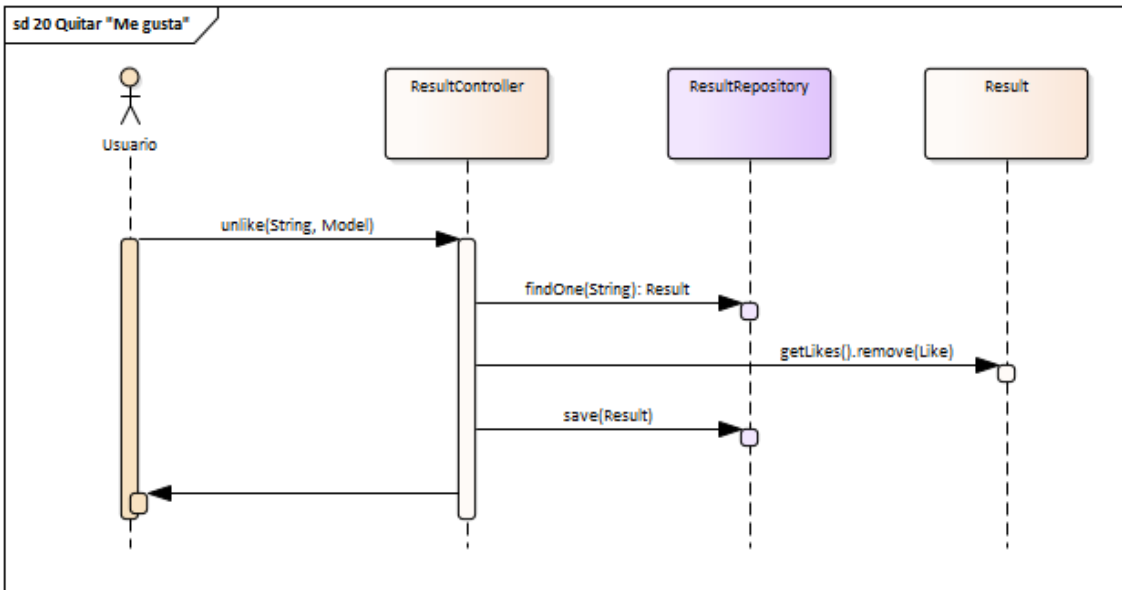 sd 20 Quitar "Me gusta"
Usuario
ResultController
ResultRepository
Result
unlike(String, Model)
findOne(String): Result
getLikes().remove(Like)
save(Result)